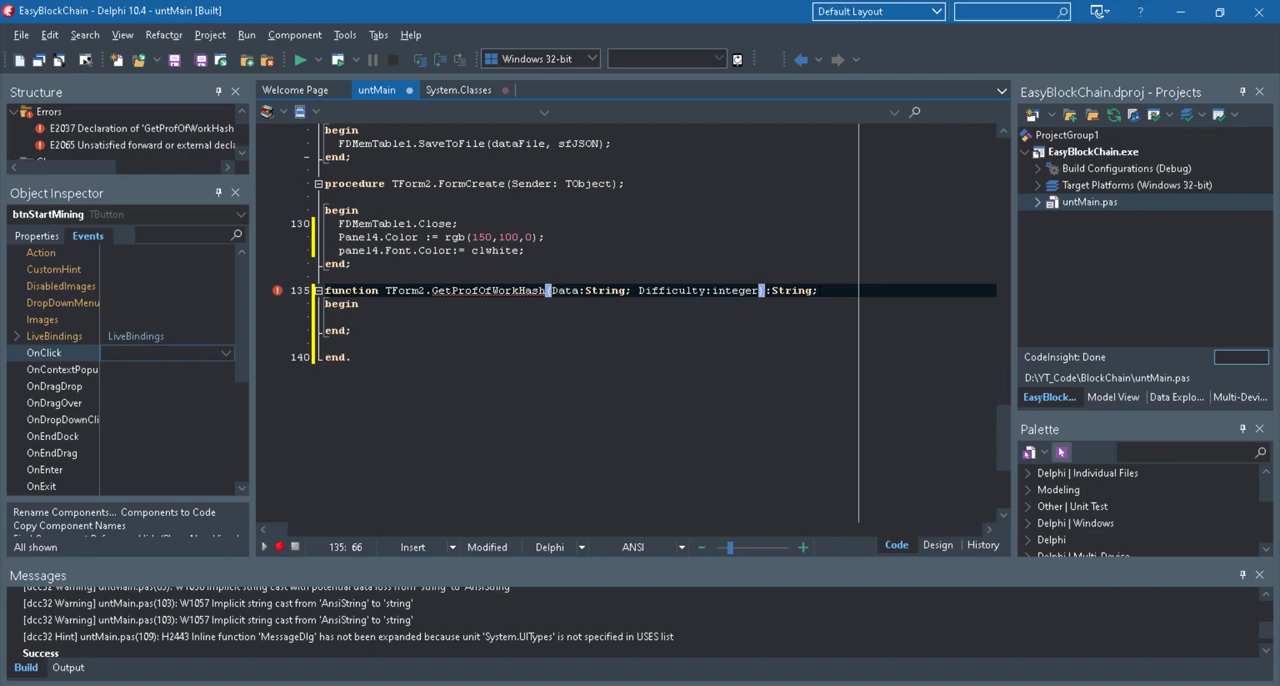 EasyBlockChain - Delphi 10.4 - untMain [Built]
Default Layout
File Edit Search View Refactor Project Run Component Tools Tabs Help
Windows 32-bit
Structure
Errors
E2037 Declaration of 'GetProfOfWorkHash
E2065 Unsatisfied forward or external decla
Object Inspector
btnStartMining TButton
Properties Events
Action
CustomHint
DisabledImages
DropDownMenu
Images
LiveBindings LiveBindings
OnClick
OnContextPopu
OnDragDrop
OnDragOver
OnDropDownCli
OnEndDock
OnEndDrag
OnEnter
OnExit
Rename Components... Components to Code
Copy Component Names
All shown
Welcome Page untMain System.Classes
begin
FDMemTable1.SaveToFile(dataFile, sfJSON);
end;
procedure TForm2.FormCreate(Sender: TObject);
begin
130 FDMemTable1.Close;
Panel4.Color := rgb(150,100,0);
panel4.Font.Color:= clwhite;
end;
135 function TForm2.GetProfOfWorkHash(Data:String; Difficulty:integer):String;
begin
end;
140 end.
135: 66 Insert Modified Delphi ANSI
Code Design History
EasyBlockChain.dproj - Projects
ProjectGroup1
EasyBlockChain.exe
Build Configurations (Debug)
Target Platforms (Windows 32-bit)
untMain.pas
CodeInsight: Done
D:\YT_Code\BlockChain\untMain.pas
EasyBlock... Model View Data Explo... Multi-Devi...
Palette
Delphi | Individual Files
Modeling
Other | Unit Test
Delphi | Windows
Delphi
Delphi | Multi-Device
Messages
[dcc32 Warning] untMain.pas(103): W1057 Implicit string cast from 'AnsiString' to 'string'
[dcc32 Warning] untMain.pas(103): W1057 Implicit string cast from 'AnsiString' to 'string'
[dcc32 Hint] untMain.pas(109): H2443 Inline function 'MessageDlg' has not been expanded because unit 'System.UITypes' is not specified in USES list
Success
Build Output